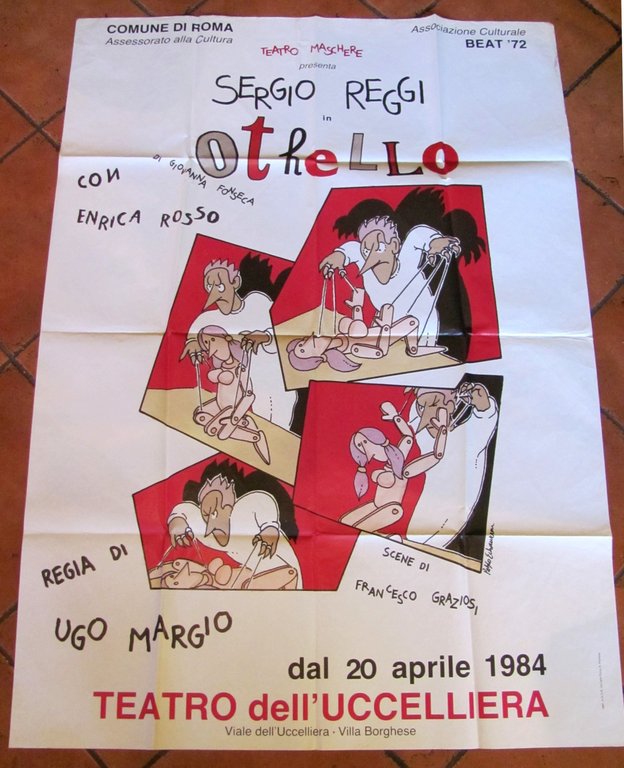 COMUNE DI ROMA
Assessorato alla Cultura
Associazione Culturale
BEAT '72
TEATRO MASCHERE
presenta
SERGIO REGGI
in
OtheLLO
DI GIOVANNA FONSECA
CON
ENRICA ROSSO
REGIA DI
UGO MARGIO
SCENE DI
FRANCESCO GRAZIOSI
dal 20 aprile 1984
TEATRO dell'UCCELLIERA
Viale dell'Uccelliera - Villa Borghese